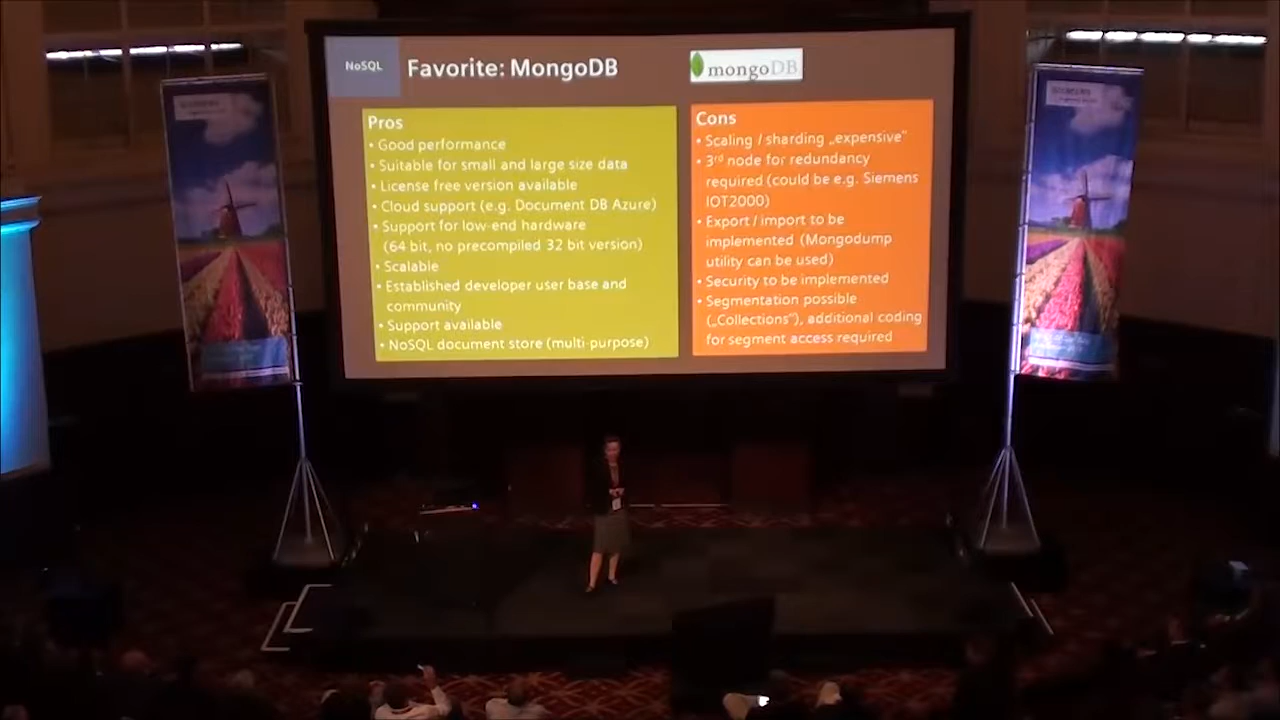 NoSQL
Favorite: MongoDB
mongoDB
Pros
• Good performance
• Suitable for small and large size data
• License free version available
• Cloud support (e.g. Document DB Azure)
• Support for low-end hardware
(64 bit, no precompiled 32 bit version)
• Scalable
• Established developer user base and
community
• Support available
• NoSQL document store (multi-purpose)
Cons
• Scaling / sharding „expensive“
• 3rd node for redundancy
required (could be e.g. Siemens
IOT2000)
• Export / import to be
implemented (Mongodump
utility can be used)
• Security to be implemented
• Segmentation possible
(„Collections“), additional coding
for segment access required